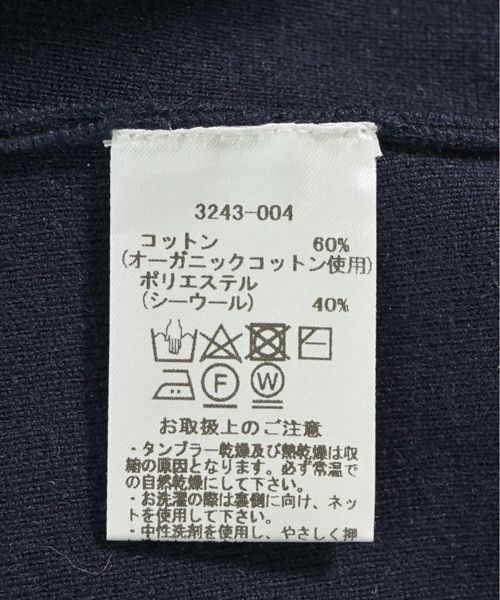 3243-004
コットン 60%
(オーガニックコットン使用)
ポリエステル
(シーウール) 40%
F W
お取扱上のご注意
・タンブラー乾燥及び熱乾燥は収
縮の原因となります。必ず常温で
の自然乾燥にして下さい。
・お洗濯の際は裏側に向け、ネッ
トを使用して下さい。
・中性洗剤を使用し、やさしく押